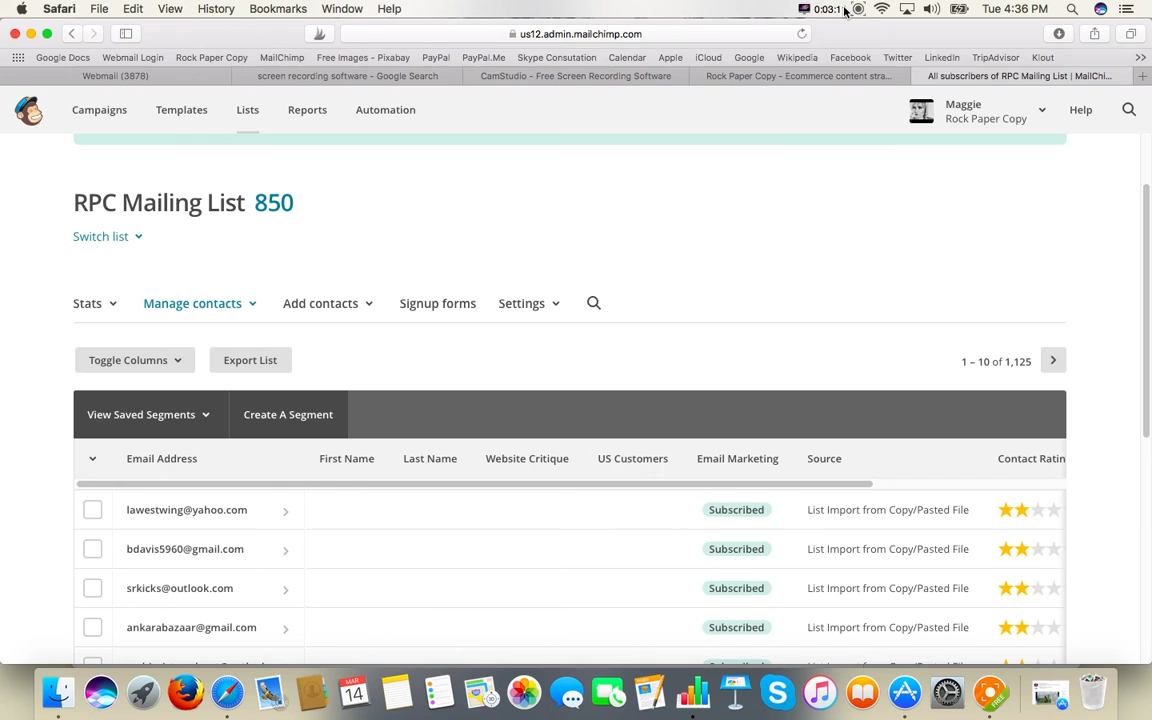 Safari File Edit View History Bookmarks Window Help 0:03:1 Tue 4:36 PM
us12.admin.mailchimp.com
Google Docs Webmail Login Rock Paper Copy MailChimp Free Images - Pixabay PayPal PayPal.Me Skype Consutation Calendar Apple iCloud Google Wikipedia Facebook Twitter LinkedIn TripAdvisor Klout
Webmail (3878) screen recording software - Google Search CamStudio - Free Screen Recording Software Rock Paper Copy - Ecommerce content stra... All subscribers of RPC Mailing List | MailChi...
Campaigns Templates Lists Reports Automation Maggie Help
Rock Paper Copy
RPC Mailing List 850
Switch list
Stats Manage contacts Add contacts Signup forms Settings
Toggle Columns Export List 1 – 10 of 1,125
View Saved Segments Create A Segment
Email Address First Name Last Name Website Critique US Customers Email Marketing Source Contact Ratin
lawestwing@yahoo.com Subscribed List Import from Copy/Pasted File
bdavis5960@gmail.com Subscribed List Import from Copy/Pasted File
srkicks@outlook.com Subscribed List Import from Copy/Pasted File
ankarabazaar@gmail.com Subscribed List Import from Copy/Pasted File
MAR
14
FREE